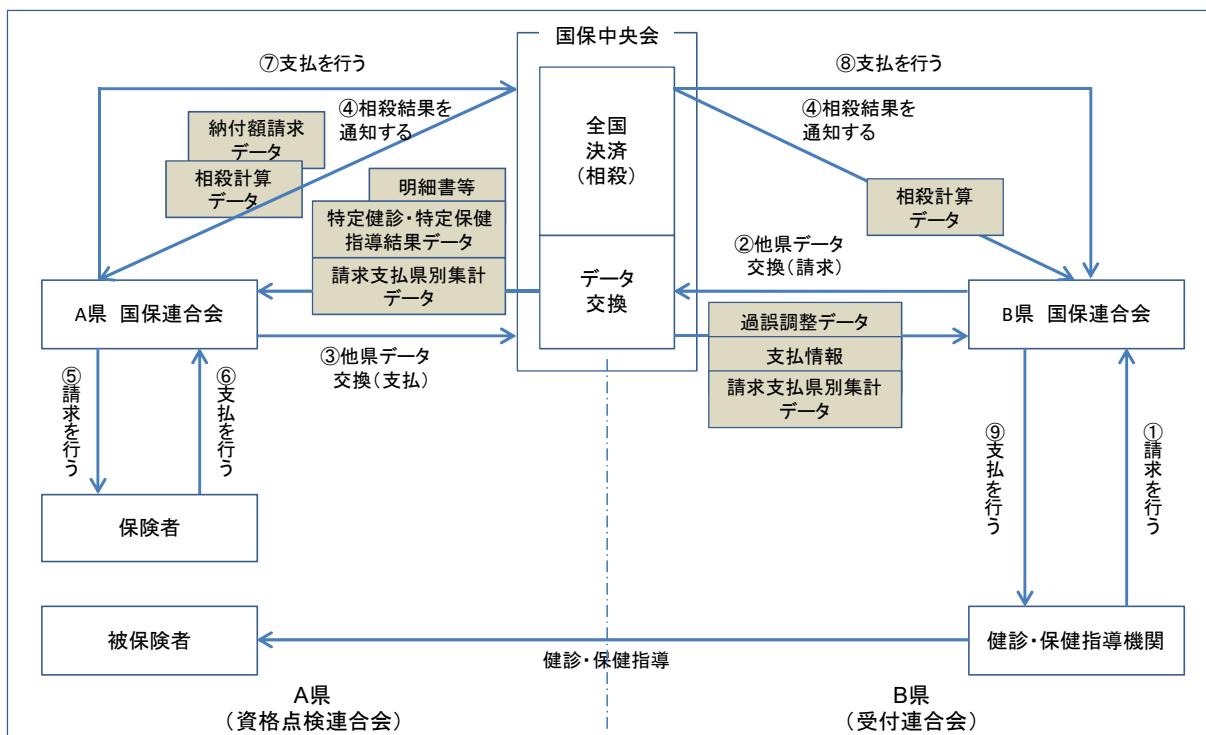 国保中央会
⑦支払を行う
⑧支払を行う
④相殺結果を
通知する
④相殺結果を
通知する
全国
決済
（相殺）
納付額請求
データ
相殺計算
データ
明細書等
特定健診・特定保健
指導結果データ
請求支払県別集計
データ
相殺計算
データ
②他県データ
交換（請求）
データ
交換
A県 国保連合会
B県 国保連合会
③他県データ
交換（支払）
過誤調整データ
支払情報
請求支払県別集計
データ
⑤請求を行う
⑥支払を行う
⑨支払を行う
①請求を行う
保険者
被保険者
健診・保健指導機関
健診・保健指導
A県
（資格点検連合会）
B県
（受付連合会）